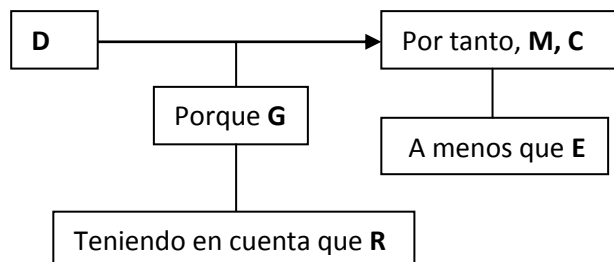 D
Por tanto, M, C
Porque G
A menos que E
Teniendo en cuenta que R